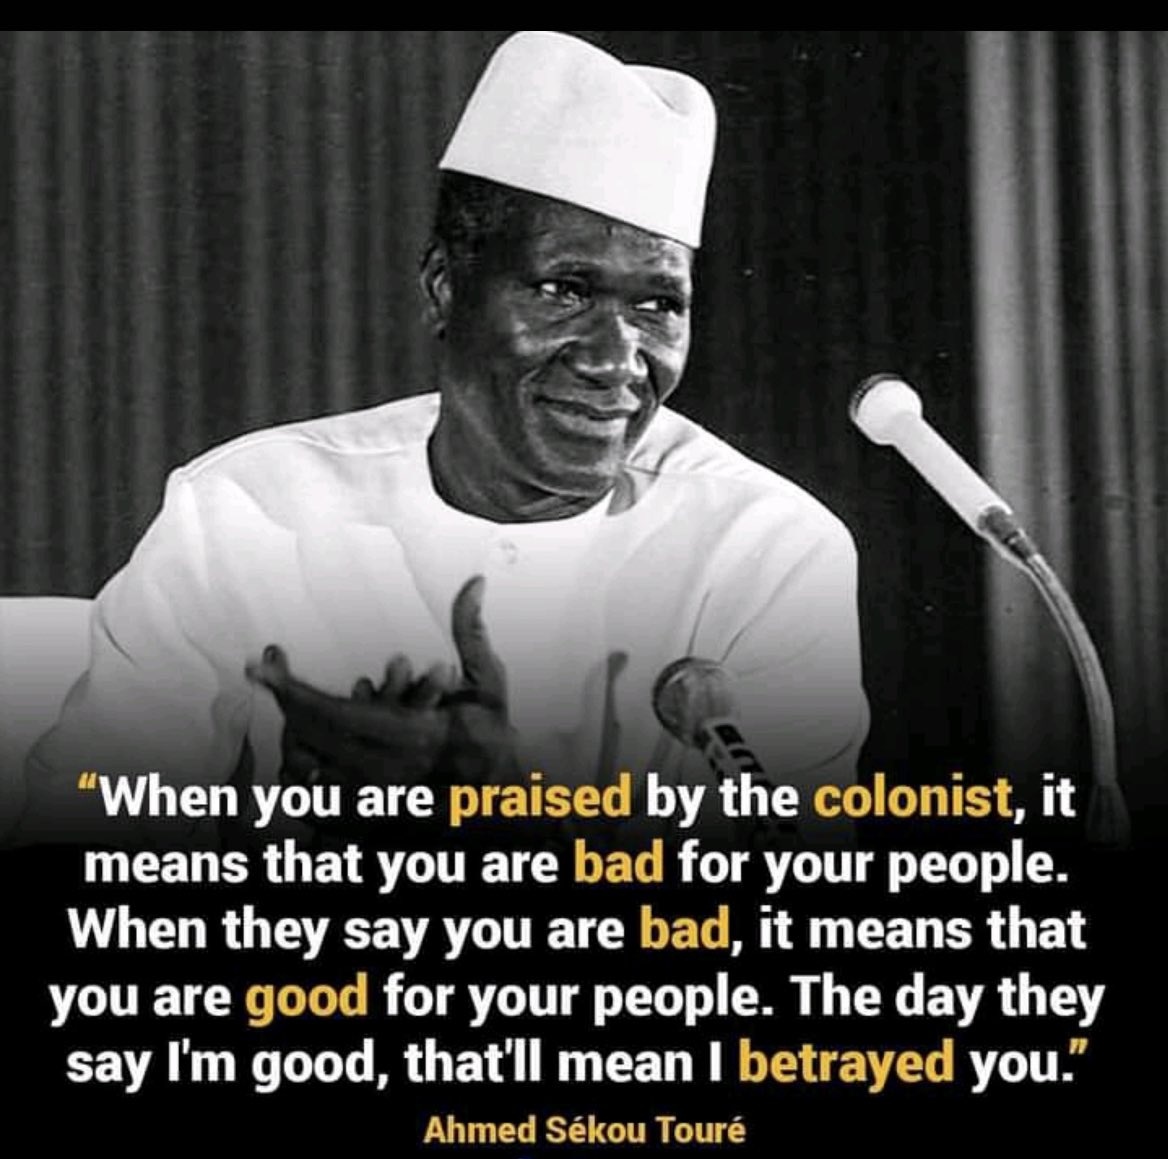 “When you are praised by the colonist, it
means that you are bad for your people.
When they say you are bad, it means that
you are good for your people. The day they
say I'm good, that'll mean I betrayed you.”
Ahmed Sékou Touré